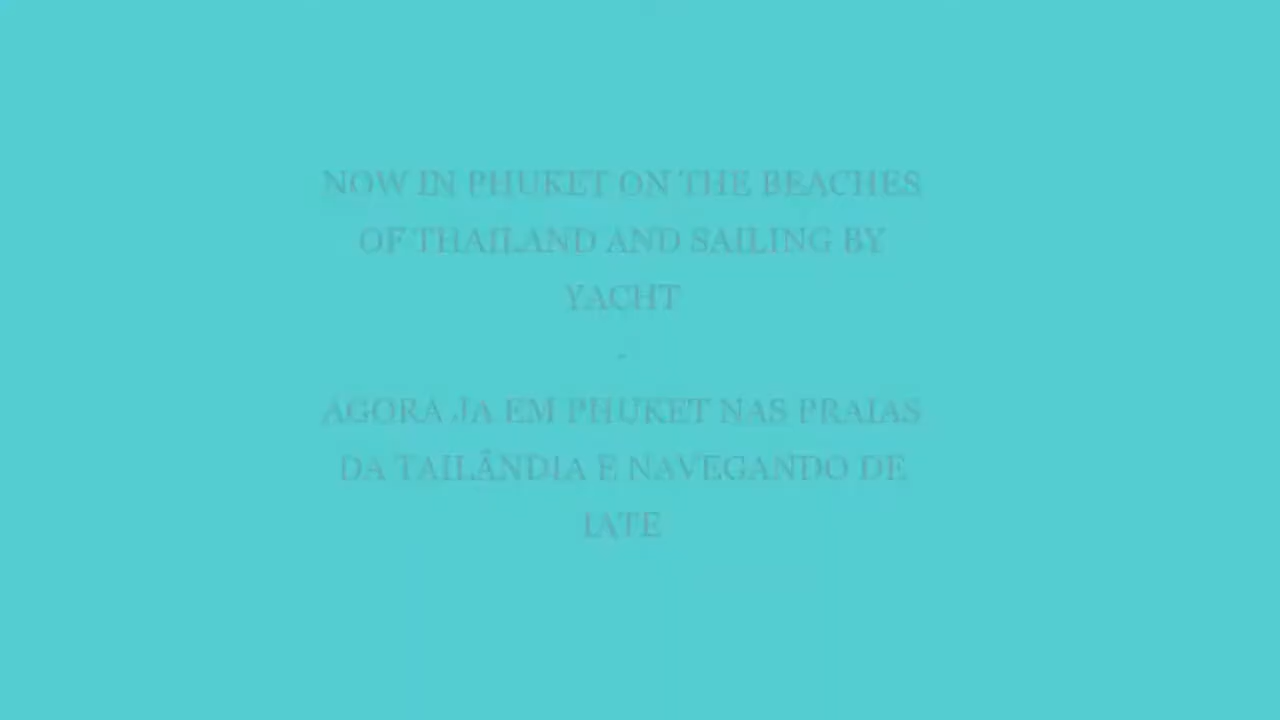 NOW IN PHUKET ON THE BEACHES
OF THAILAND AND SAILING BY
YACHT
-
AGORA JA EM PHUKET NAS PRAIAS
DA TAILÂNDIA E NAVEGANDO DE
IATE